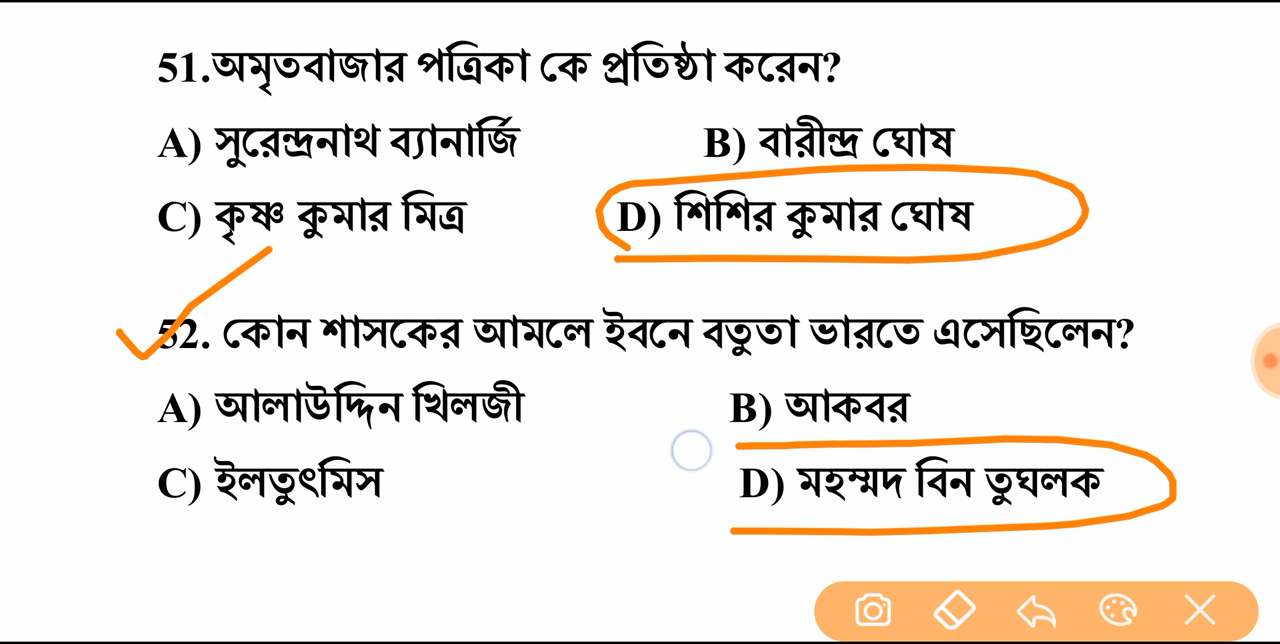 51.অমৃতবাজার পত্রিকা কে প্রতিষ্ঠা করেন?
A) সুরেন্দ্রনাথ ব্যানার্জি B) বারীন্দ্র ঘোষ
C) কৃষ্ণ কুমার মিত্র D) শিশির কুমার ঘোষ
52. কোন শাসকের আমলে ইবনে বতুতা ভারতে এসেছিলেন?
A) আলাউদ্দিন খিলজী B) আকবর
C) ইলতুৎমিস D) মহম্মদ বিন তুঘলক